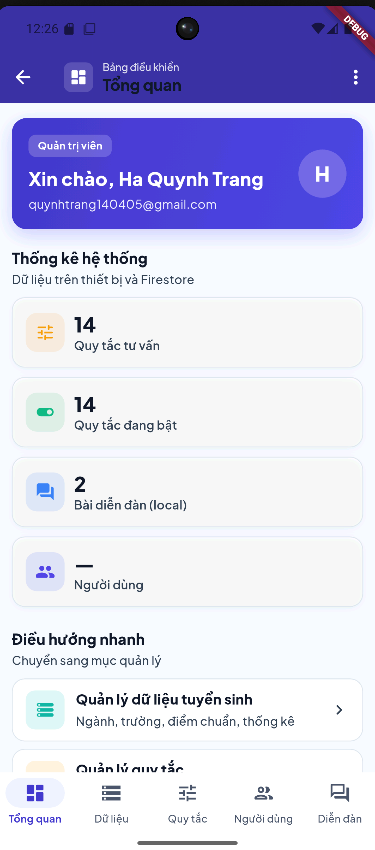 12:26
DEBUG
Bảng điều khiển
Tổng quan
Quản trị viên
Xin chào, Ha Quynh Trang
quynhtrang140405@gmail.com
H
Thống kê hệ thống
Dữ liệu trên thiết bị và Firestore
14
Quy tắc tư vấn
14
Quy tắc đang bật
2
Bài diễn đàn (local)
—
Người dùng
Điều hướng nhanh
Chuyển sang mục quản lý
Quản lý dữ liệu tuyển sinh
Ngành, trường, điểm chuẩn, thống kê
Quản lý quy tắc
Tổng quan
Dữ liệu
Quy tắc
Người dùng
Diễn đàn